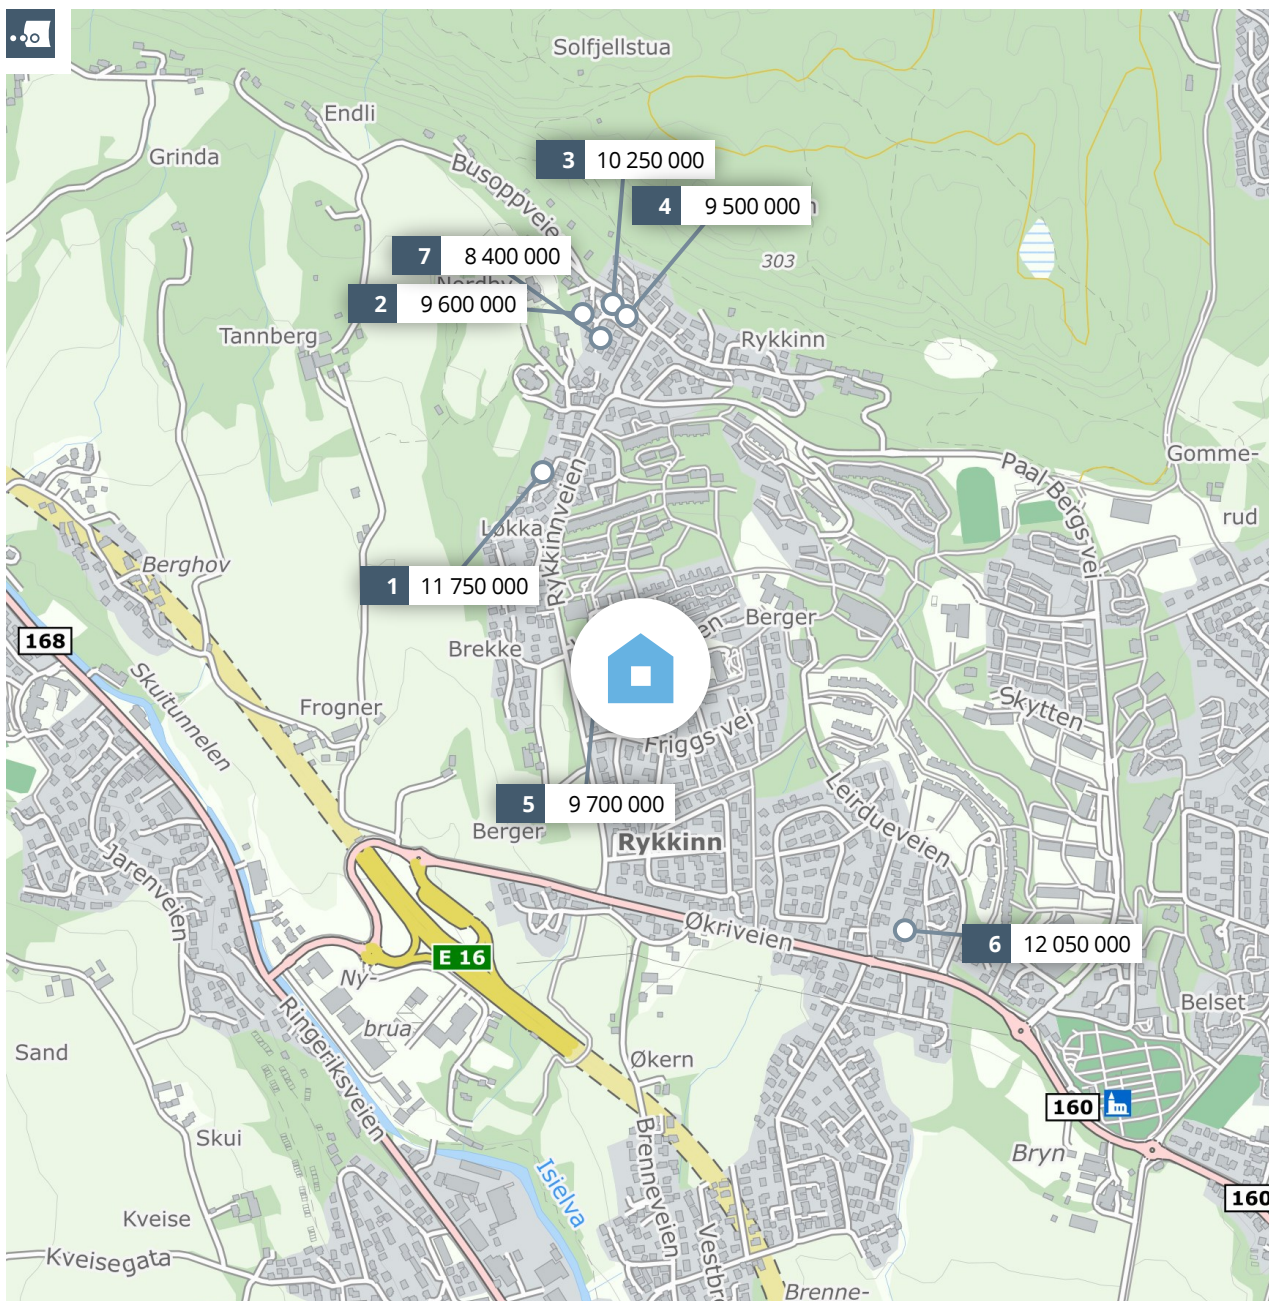 Solfjellstua
Endli
Grinda
Busoppveie
3 10 250 000
4 9 500 000
303
7 8 400 000
2 9 600 000
Tannberg
Rykkinn
Paal Bergs vei
Gomme-
rud
Løkka
Rykkinnveien
Berghov
1 11 750 000
168
Brekke
Berger
Skuitunnelen
Frogner
Friggs vei
Skytten
5 9 700 000
Berger
Rykkinn
Leirdueveien
Jarenveien
Økriveien
6 12 050 000
E 16
Ny-
brua
Ringeriksveien
Belset
Sand
Økern
160
Skui
Brenneveien
Bryn
Isielva
160
Kveise
Kveisegata
Vestbr
Brenne-